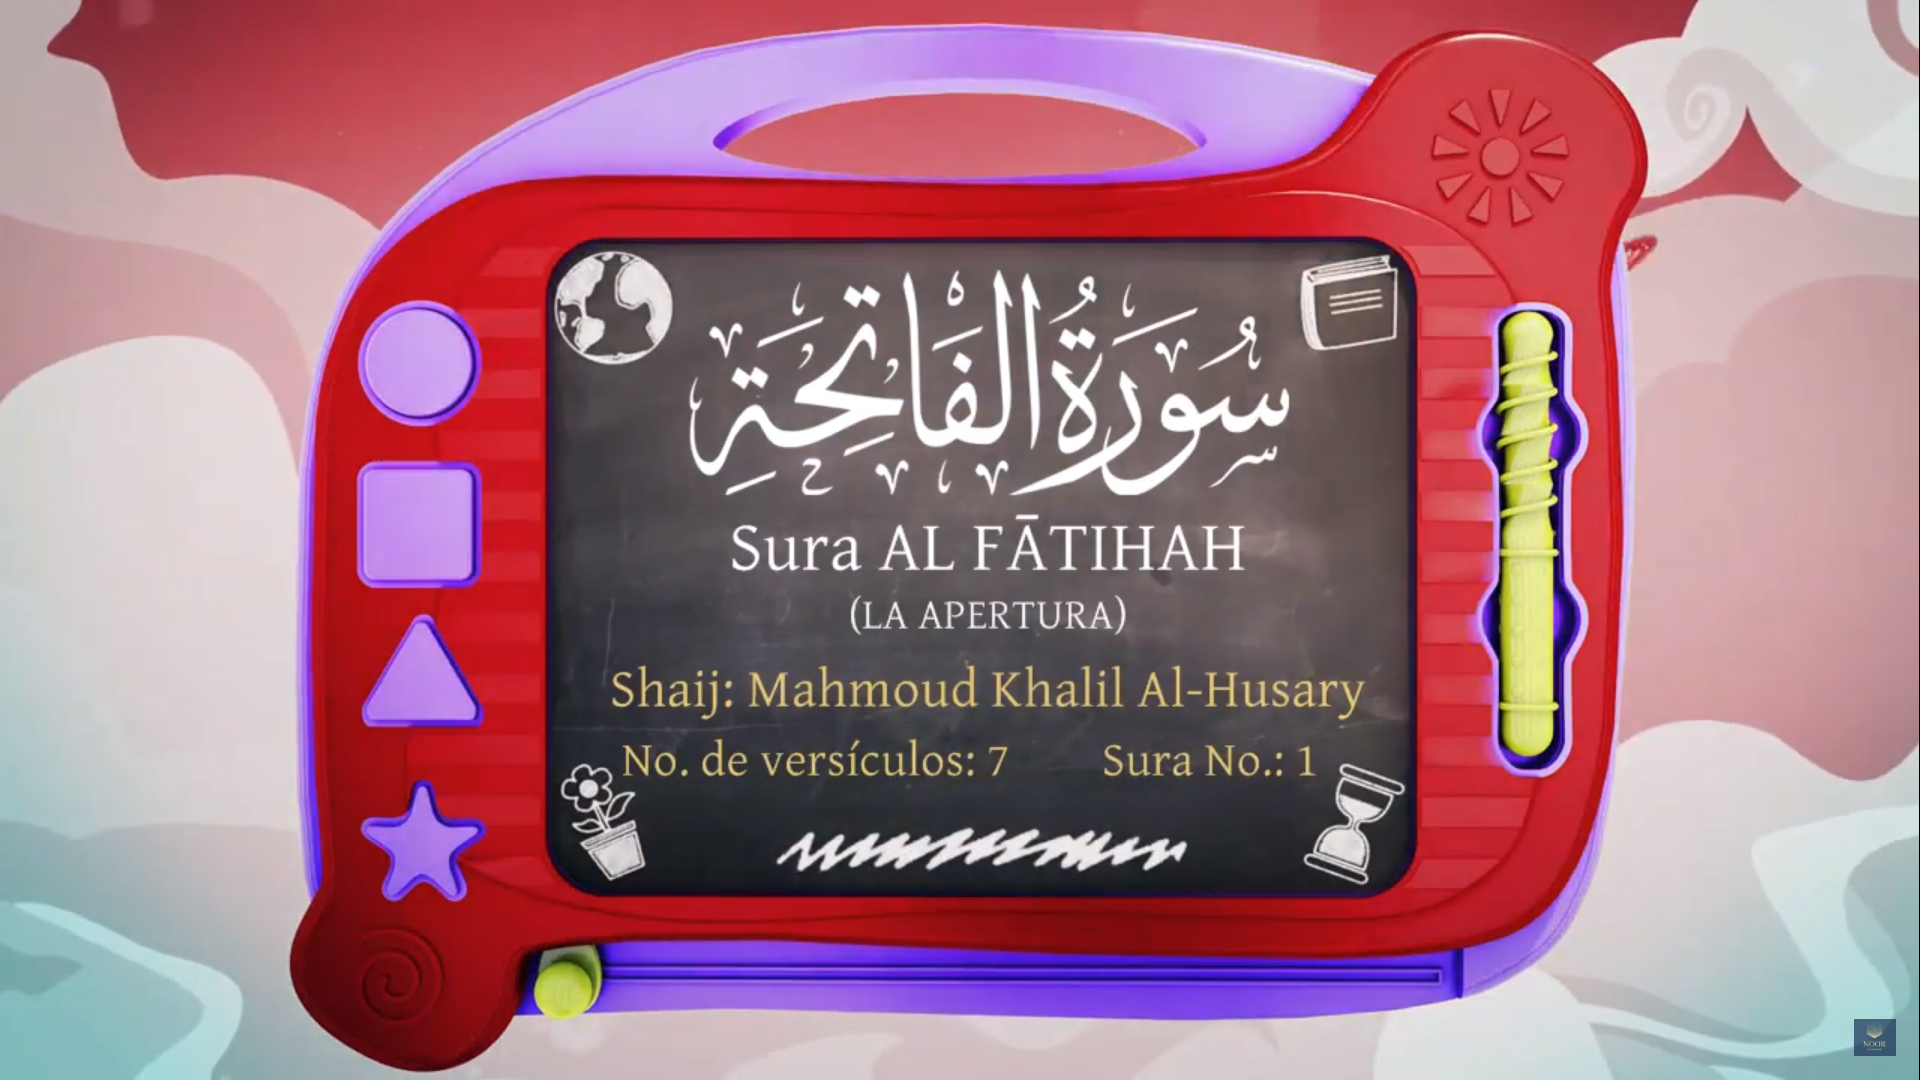 سُورَةُ الفَاتِحَةِ
Sura AL FĀTIHAH
(LA APERTURA)
Shaij: Mahmoud Khalil Al-Husary
No. de versículos: 7 Sura No.: 1
NOOR